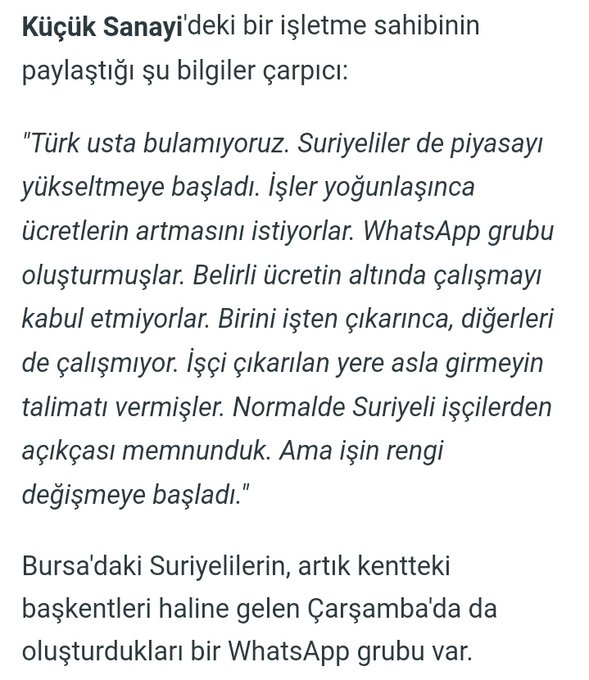 Küçük Sanayi'deki bir işletme sahibinin
paylaştığı şu bilgiler çarpıcı:
"Türk usta bulamıyoruz. Suriyeliler de piyasayı
yükseltmeye başladı. İşler yoğunlaşınca
ücretlerin artmasını istiyorlar. WhatsApp grubu
oluşturmuşlar. Belirli ücretin altında çalışmayı
kabul etmiyorlar. Birini işten çıkarınca, diğerleri
de çalışmıyor. İşçi çıkarılan yere asla girmeyin
talimatı vermişler. Normalde Suriyeli işçilerden
açıkçası memnunduk. Ama işin rengi
değişmeye başladı."
Bursa'daki Suriyelilerin, artık kentteki
başkentleri haline gelen Çarşamba'da da
oluşturdukları bir WhatsApp grubu var.